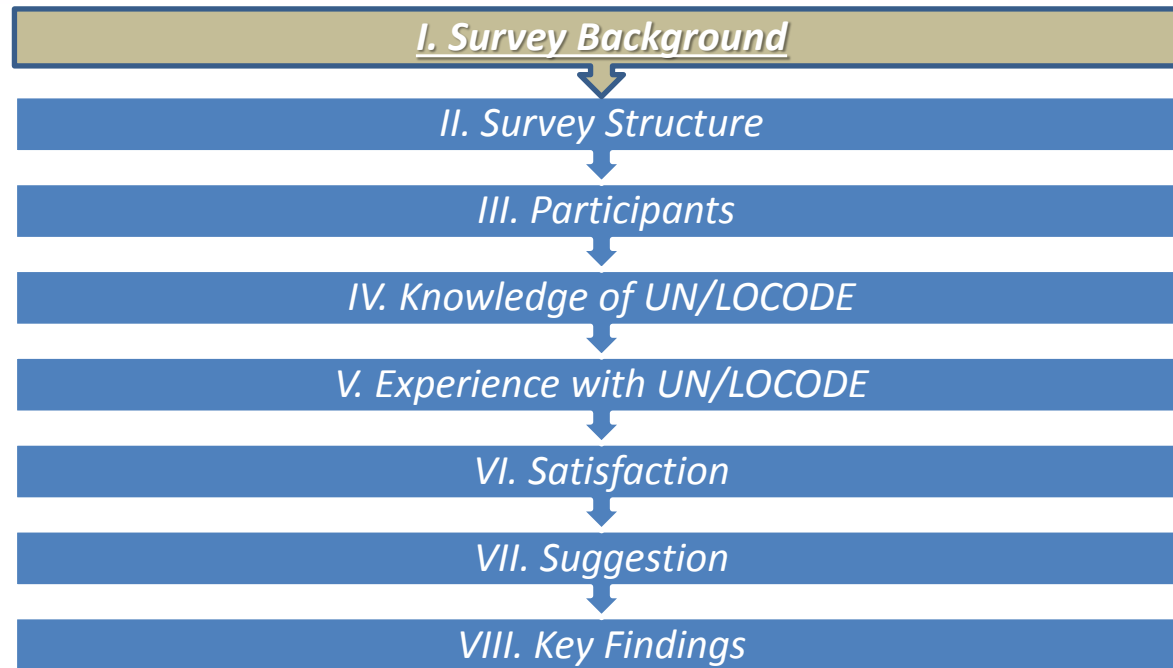 I. Survey Background
II. Survey Structure
III. Participants
IV. Knowledge of UN/LOCODE
V. Experience with UN/LOCODE
VI. Satisfaction
VII. Suggestion
VIII. Key Findings